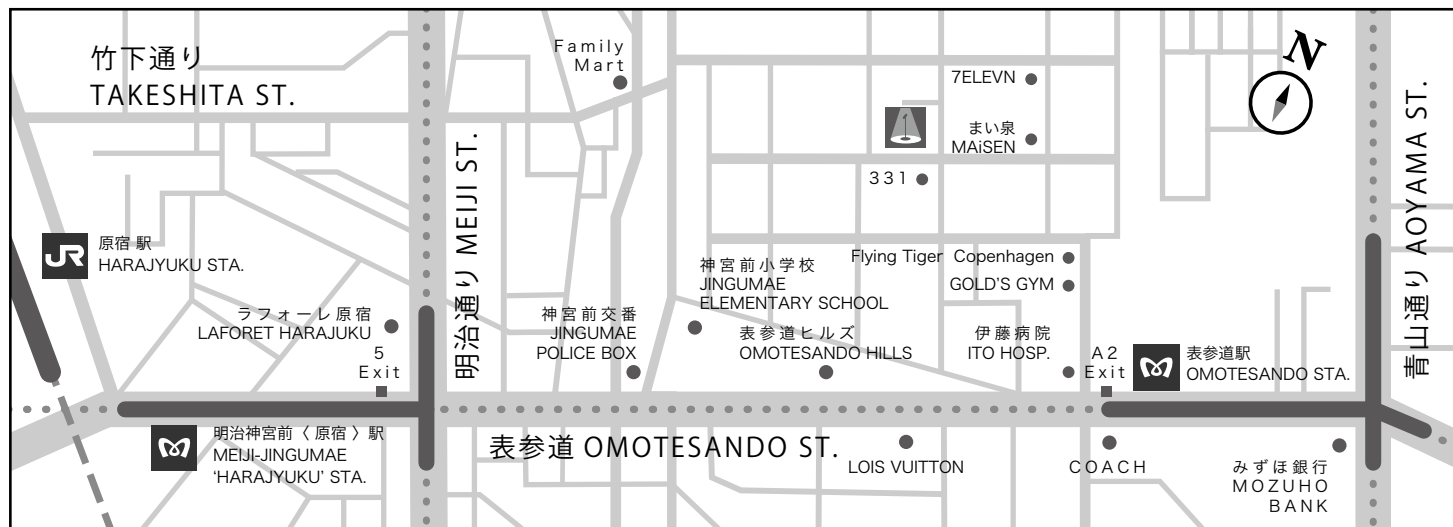 竹下通り
TAKESHITA ST.
Family
Mart
7ELEVN
まい泉
MAiSEN
331
N
明治通り MEIJI ST.
青山通り AOYAMA ST.
JR
原宿 駅
HARAJYUKU STA.
ラフォーレ原宿
LAFORET HARAJUKU
5
Exit
神宮前交番
JINGUMAE
POLICE BOX
神宮前小学校
JINGUMAE
ELEMENTARY SCHOOL
表参道ヒルズ
OMOTESANDO HILLS
Flying Tiger Copenhagen
GOLD'S GYM
伊藤病院
ITO HOSP.
A2
Exit
表参道駅
OMOTESANDO STA.
明治神宮前〈 原宿 〉駅
MEIJI-JINGUMAE
‘HARAJYUKU’ STA.
表参道 OMOTESANDO ST.
LOIS VUITTON
COACH
みずほ銀行
MOZUHO
BANK